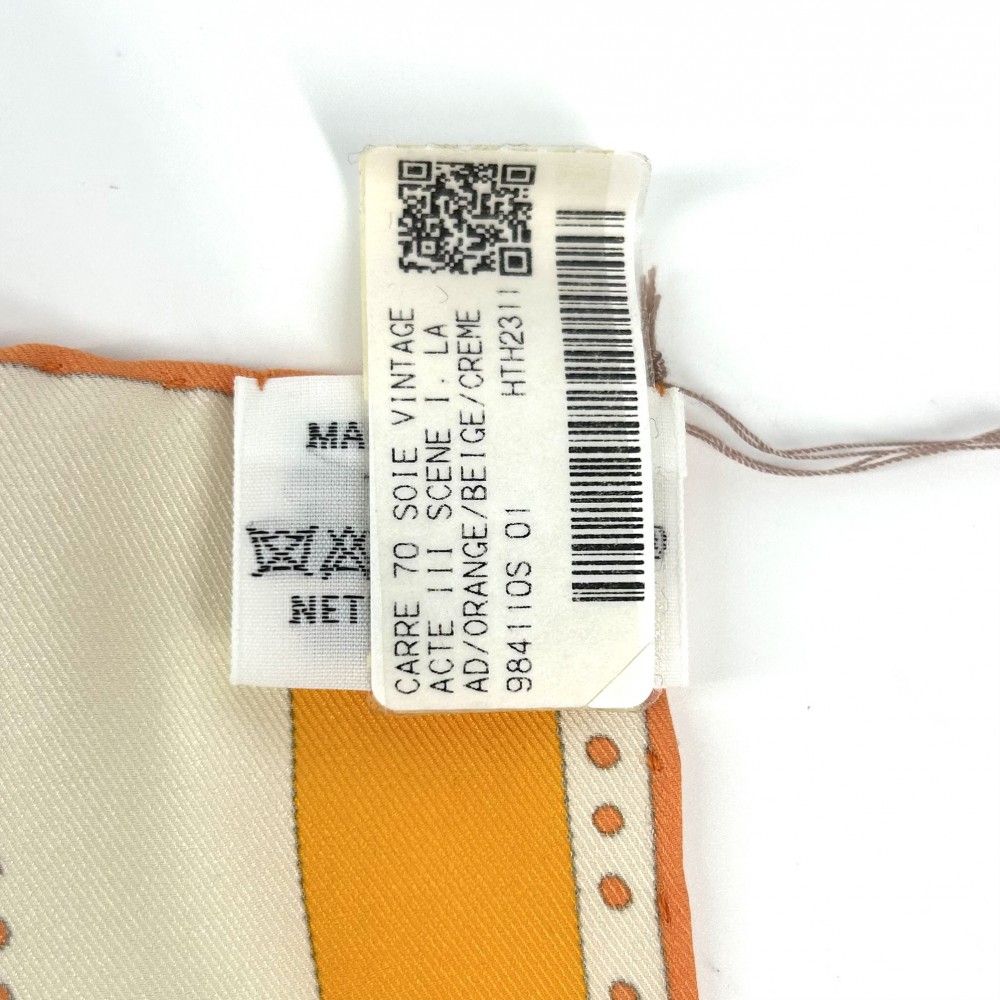 CARRE 70 SOIE VINTAGE
ACTE III SCENE I. LA
AD/ORANGE/BEIGE/CREME
984110S 01 HTH2311
MA
NET